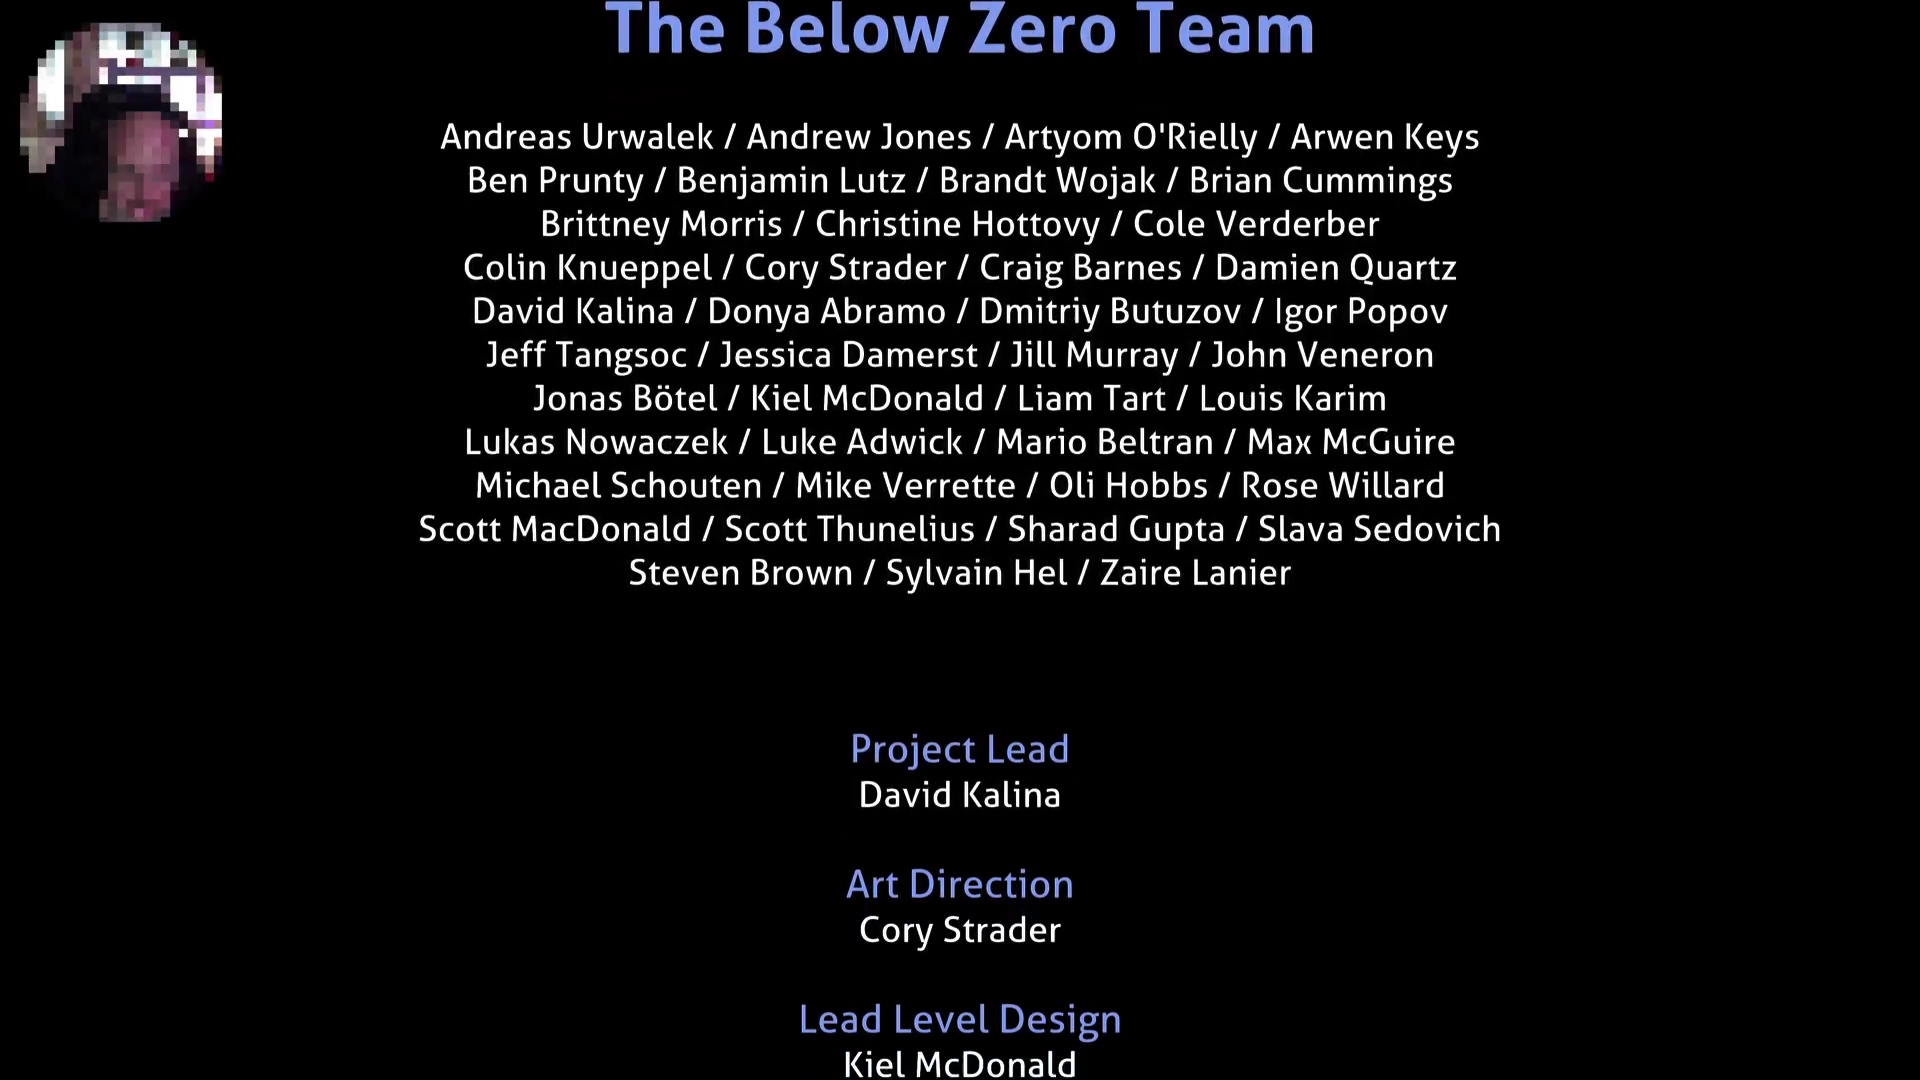 The Below Zero Team
Andreas Urwalek / Andrew Jones / Artyom O'Rielly / Arwen Keys
Ben Prunty / Benjamin Lutz / Brandt Wojak / Brian Cummings
Brittney Morris / Christine Hottovy / Cole Verderber
Colin Knueppel / Cory Strader / Craig Barnes / Damien Quartz
David Kalina / Donya Abramo / Dmitriy Butuzov / Igor Popov
Jeff Tangsoc / Jessica Damerst / Jill Murray / John Veneron
Jonas Bötel / Kiel McDonald / Liam Tart / Louis Karim
Lukas Nowaczek / Luke Adwick / Mario Beltran / Max McGuire
Michael Schouten / Mike Verrette / Oli Hobbs / Rose Willard
Scott MacDonald / Scott Thunelius / Sharad Gupta / Slava Sedovich
Steven Brown / Sylvain Hel / Zaire Lanier
Project Lead
David Kalina
Art Direction
Cory Strader
Lead Level Design
Kiel McDonald